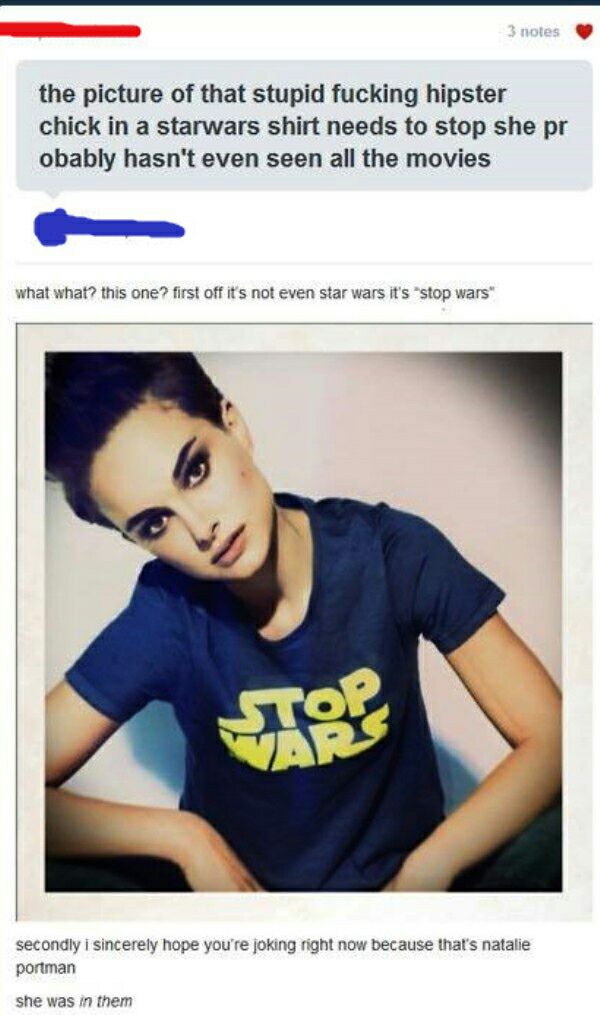 3 notes
the picture of that stupid fucking hipster
chick in a starwars shirt needs to stop she pr
obably hasn't even seen all the movies
what what? this one? first off it's not even star wars it's "stop wars"
STOP
WARS
secondly i sincerely hope you're joking right now because that's natalie
portman
she was in them